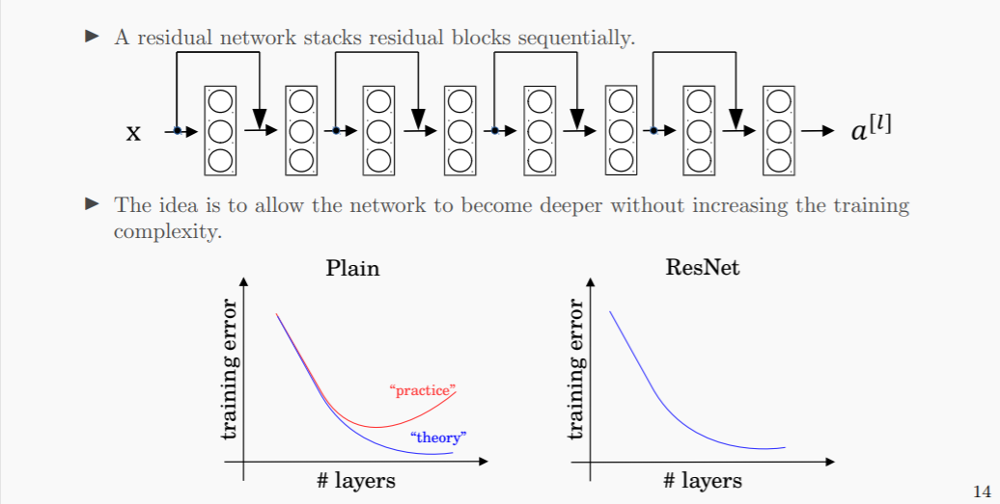 ▶ A residual network stacks residual blocks sequentially.
x
a^[l]
▶ The idea is to allow the network to become deeper without increasing the training
complexity.
Plain
training error
“practice”
“theory”
# layers
ResNet
training error
# layers
14